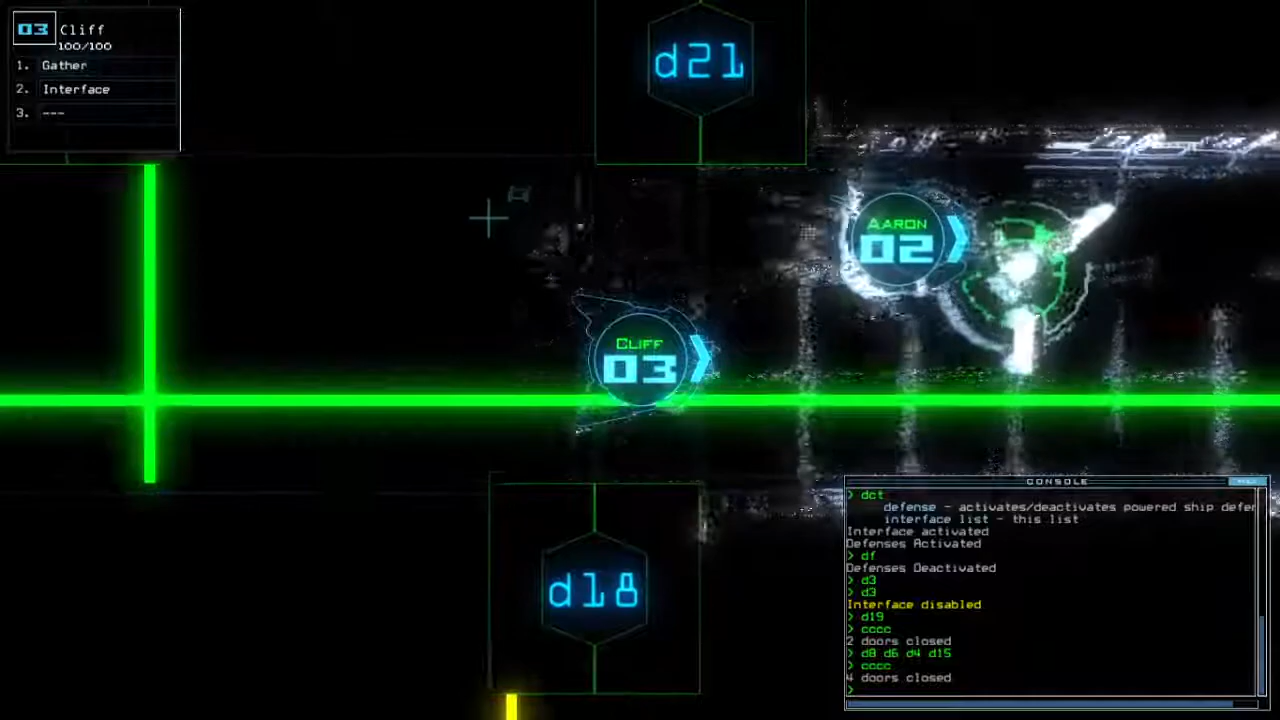 03 Cliff
100/100
1. Gather
2. Interface
3. ---
d21
AARON
02
CLIFF
03
d18
CONSOLE
> dct
defense - activates/deactivates powered ship defen
interface list - this list
Interface activated
Defenses Activated
> df
Defenses Deactivated
> d3
> d3
Interface disabled
> d19
> cccc
2 doors closed
> d8 d6 d4 d15
> cccc
4 doors closed
>